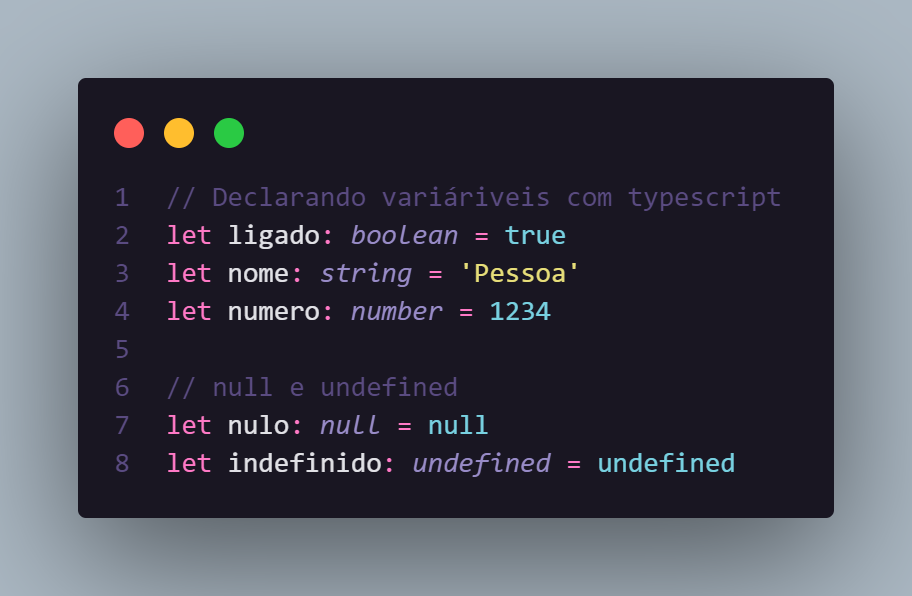 1 // Declarando variáriveis com typescript
2 let ligado: boolean = true
3 let nome: string = 'Pessoa'
4 let numero: number = 1234
5
6 // null e undefined
7 let nulo: null = null
8 let indefinido: undefined = undefined